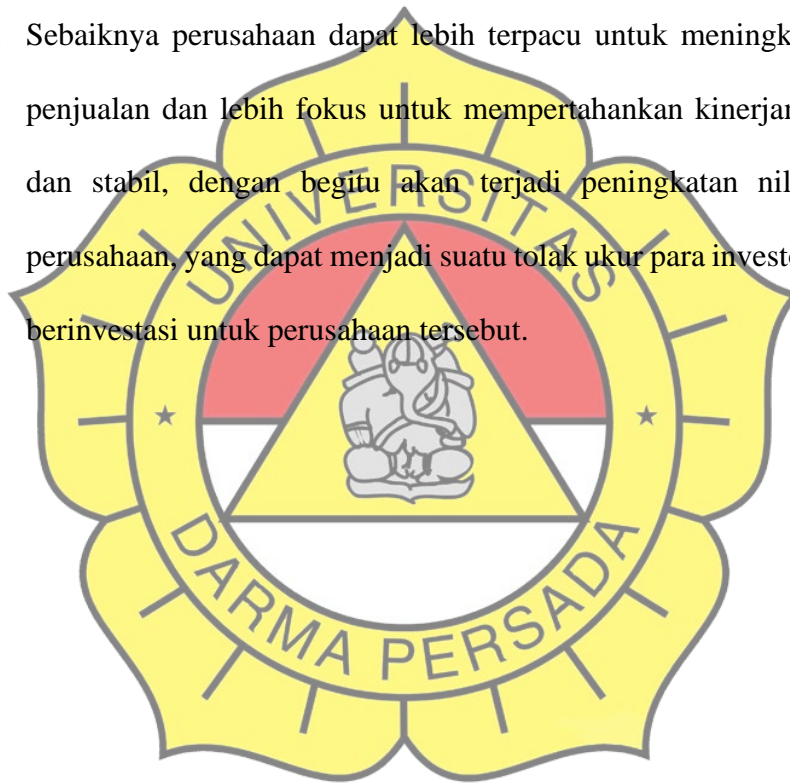 Sebaiknya perusahaan dapat lebih terpacu untuk meningk
penjualan dan lebih fokus untuk mempertahankan kinerjan
dan stabil, dengan begitu akan terjadi peningkatan nil
perusahaan, yang dapat menjadi suatu tolak ukur para invest
berinvestasi untuk perusahaan tersebut.
UNIVERSITAS
DARMA PERSADA